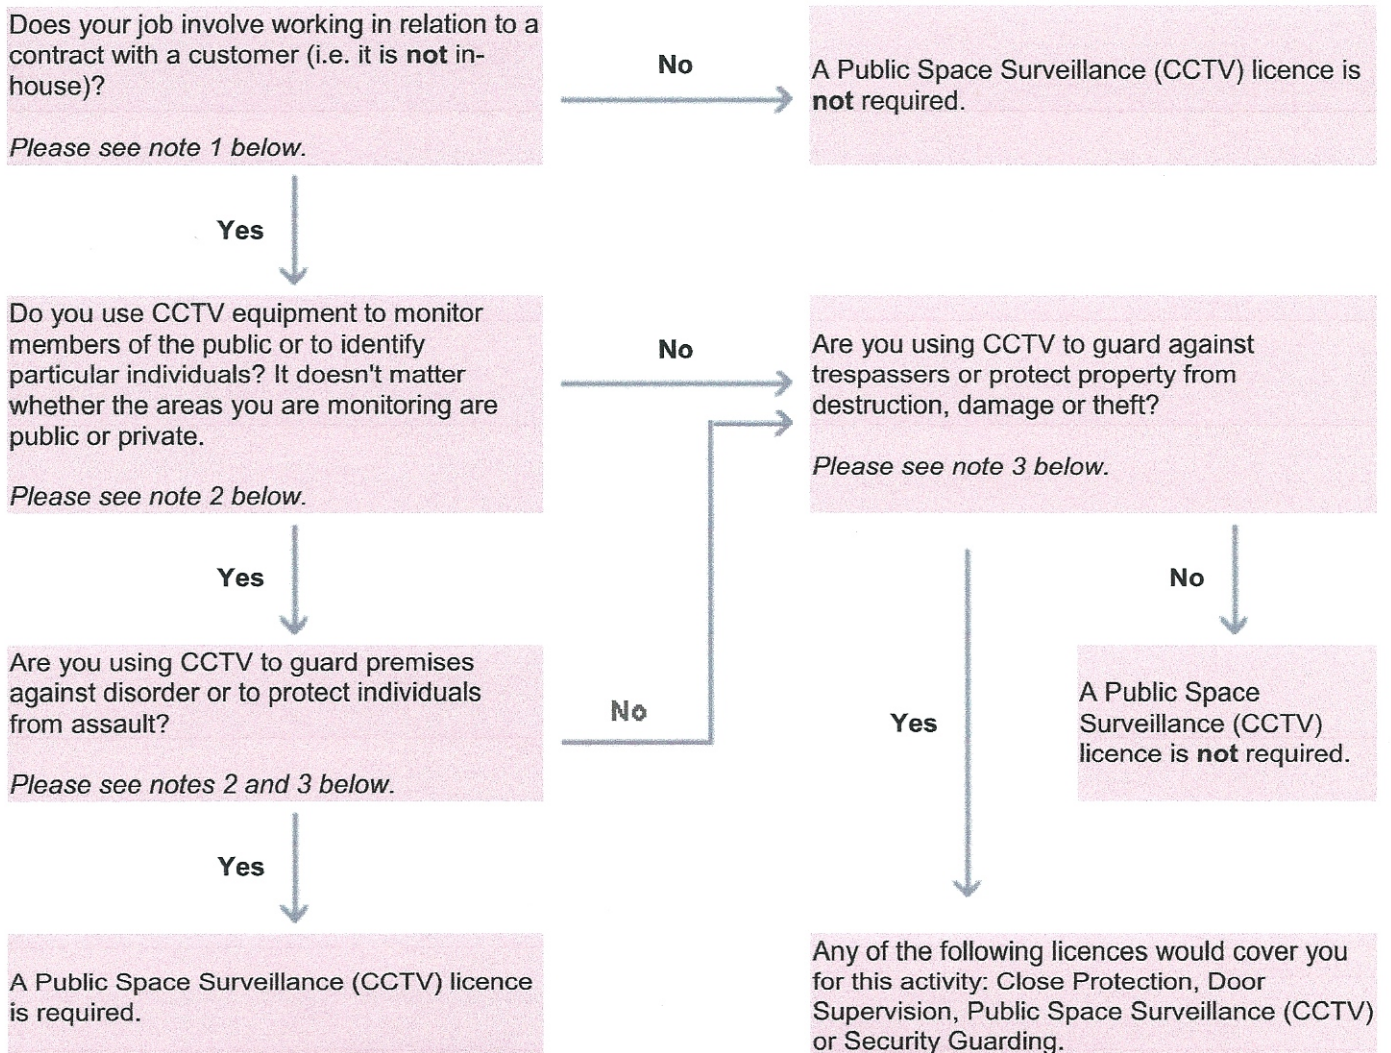 Does your job involve working in relation to a
contract with a customer (i.e. it is not in-
house)?
Please see note 1 below.
No
A Public Space Surveillance (CCTV) licence is
not required.
Yes
Do you use CCTV equipment to monitor
members of the public or to identify
particular individuals? It doesn't matter
whether the areas you are monitoring are
public or private.
Please see note 2 below.
No
Are you using CCTV to guard against
trespassers or protect property from
destruction, damage or theft?
Please see note 3 below.
Yes
No
Are you using CCTV to guard premises
against disorder or to protect individuals
from assault?
Please see notes 2 and 3 below.
No
Yes
A Public Space
Surveillance (CCTV)
licence is not required.
Yes
A Public Space Surveillance (CCTV) licence
is required.
Any of the following licences would cover you
for this activity: Close Protection, Door
Supervision, Public Space Surveillance (CCTV)
or Security Guarding.